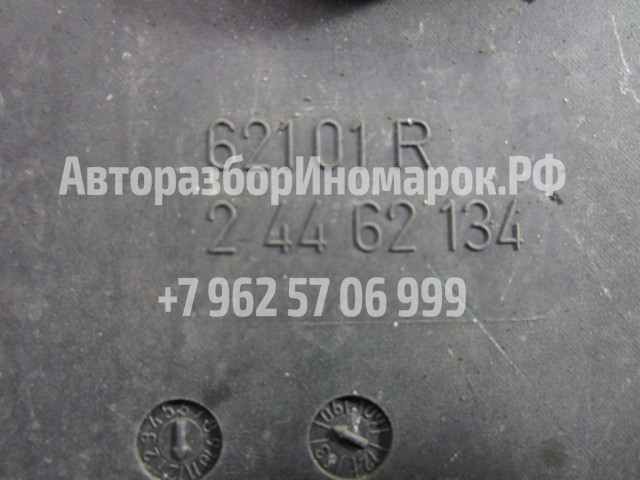 62101 R
АвторазборИномарок.РФ
2 44 62 134
+7 962 57 06 999